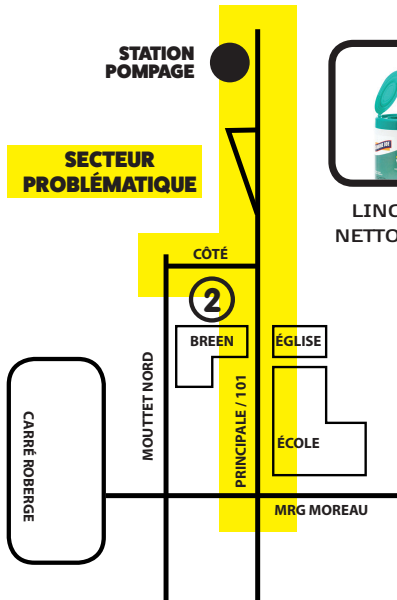 STATION
POMPAGE
SECTEUR
PROBLÉMATIQUE
CÔTÉ
2
BREEN
ÉGLISE
MOUTTET NORD
PRINCIPALE / 101
CARRÉ ROBERGE
ÉCOLE
MRG MOREAU